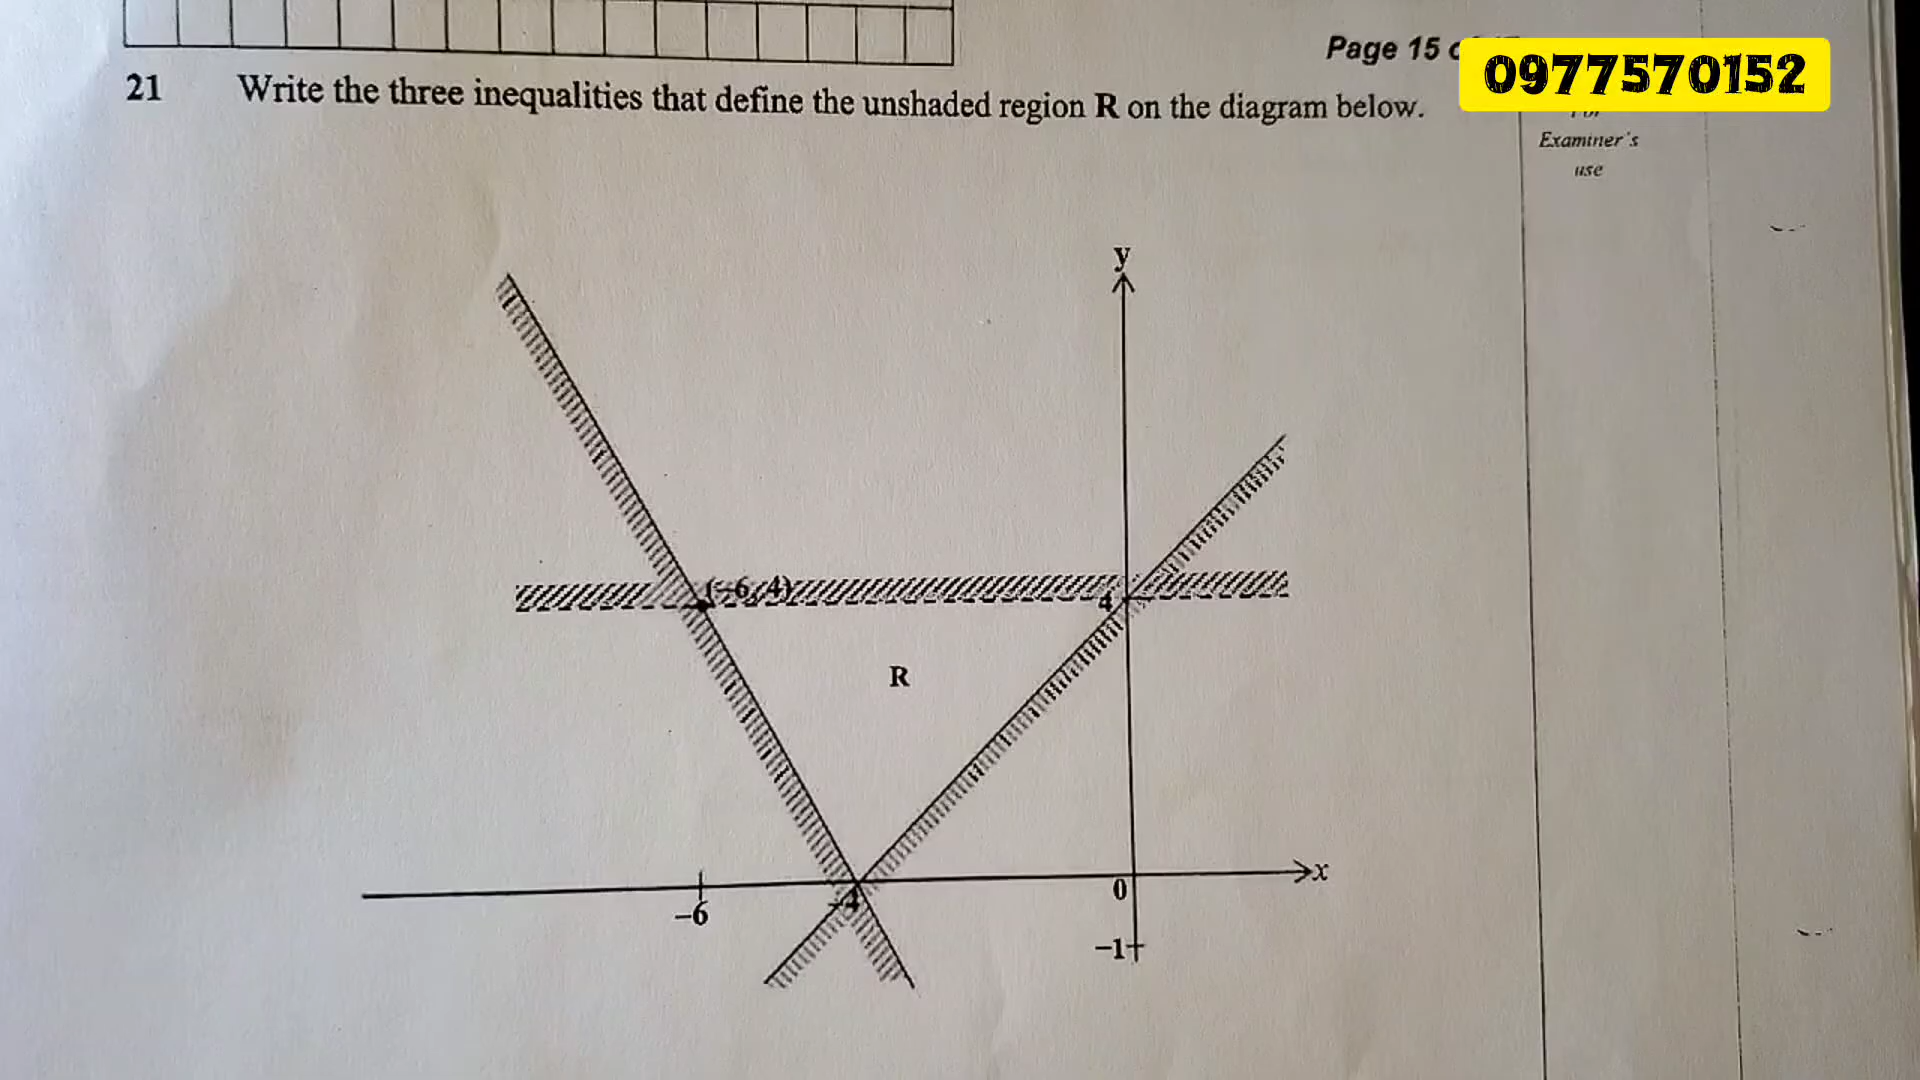 Page 15
0977570152
21 Write the three inequalities that define the unshaded region R on the diagram below.
Examiner's
use
y
(–6, 4)
4
R
x
0
–6
–4
–1